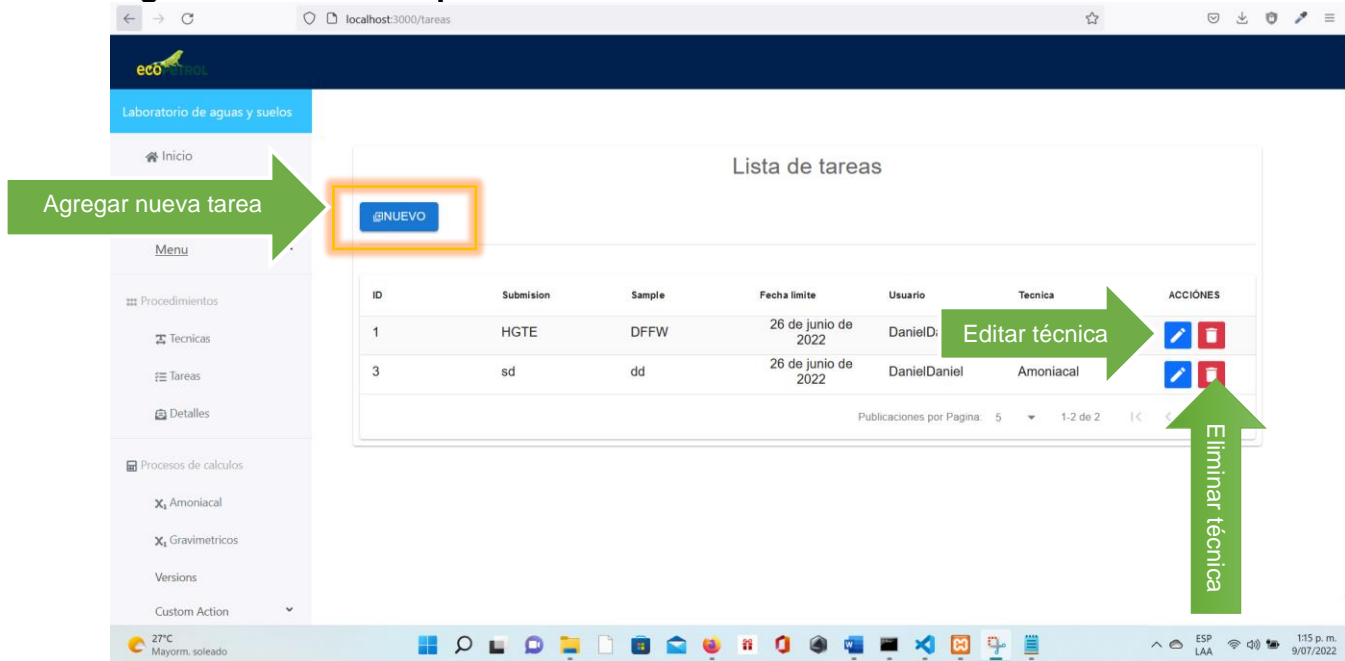 localhost:3000/tareas
ecoPETROL
Laboratorio de aguas y suelos
Inicio
Lista de tareas
Agregar nueva tarea
NUEVO
Menu
ID Submision Sample Fecha limite Usuario Tecnica ACCIÓNES
Procedimientos
1 HGTE DFFW 26 de junio de 2022
Editar técnica
Tecnicas
3 sd dd 26 de junio de 2022 DanielDaniel Amoniacal
Tareas
Detalles
Publicaciones por Pagina: 5 1-2 de 2
Eliminar técnica
Procesos de calculos
X₁ Amoniacal
X₁ Gravimetricos
Versions
Custom Action
27°C
Mayorm. soleado
ESP
LAA
1:15 p. m.
9/07/2022